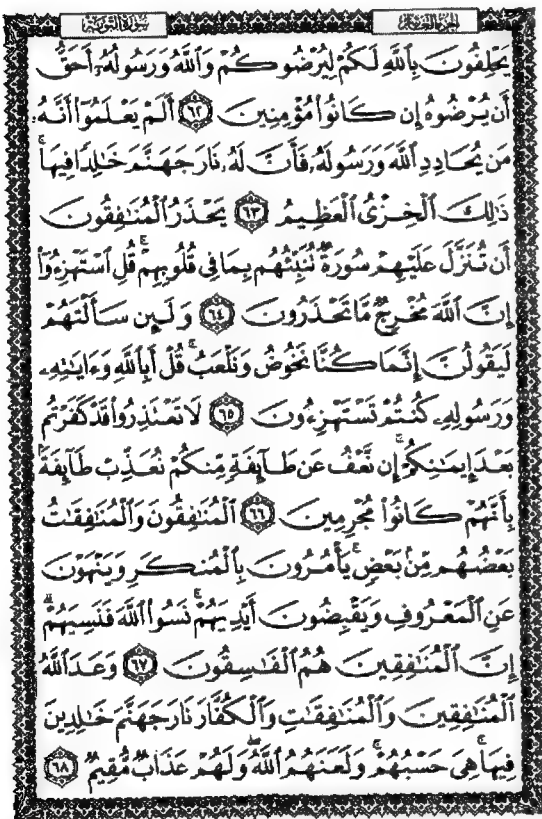 سورة التوبة الجزء العاشر
يَحْلِفُونَ بِٱللَّهِ لَكُمْ لِيُرْضُوكُمْ وَٱللَّهُ وَرَسُولُهُۥٓ أَحَقُّ
أَن يُرْضُوهُ إِن كَانُوا۟ مُؤْمِنِينَ ٦٢ أَلَمْ يَعْلَمُوٓا۟ أَنَّهُۥ
مَن يُحَادِدِ ٱللَّهَ وَرَسُولَهُۥ فَأَنَّ لَهُۥ نَارَ جَهَنَّمَ خَٰلِدًا فِيهَا ۚ
ذَٰلِكَ ٱلْخِزْىُ ٱلْعَظِيمُ ٦٣ يَحْذَرُ ٱلْمُنَٰفِقُونَ
أَن تُنَزَّلَ عَلَيْهِمْ سُورَةٌ تُنَبِّئُهُم بِمَا فِى قُلُوبِهِمْ ۚ قُلِ ٱسْتَهْزِءُوٓا۟
إِنَّ ٱللَّهَ مُخْرِجٌ مَّا تَحْذَرُونَ ٦٤ وَلَئِن سَأَلْتَهُمْ
لَيَقُولُنَّ إِنَّمَا كُنَّا نَخُوضُ وَنَلْعَبُ ۚ قُلْ أَبِٱللَّهِ وَءَايَٰتِهِۦ
وَرَسُولِهِۦ كُنتُمْ تَسْتَهْزِءُونَ ٦٥ لَا تَعْتَذِرُوا۟ قَدْ كَفَرْتُم
بَعْدَ إِيمَٰنِكُمْ ۚ إِن نَّعْفُ عَن طَآئِفَةٍ مِّنكُمْ نُعَذِّبْ طَآئِفَةًۢ
بِأَنَّهُمْ كَانُوا۟ مُجْرِمِينَ ٦٦ ٱلْمُنَٰفِقُونَ وَٱلْمُنَٰفِقَٰتُ
بَعْضُهُم مِّنۢ بَعْضٍ ۚ يَأْمُرُونَ بِٱلْمُنكَرِ وَيَنْهَوْنَ
عَنِ ٱلْمَعْرُوفِ وَيَقْبِضُونَ أَيْدِيَهُمْ ۚ نَسُوا۟ ٱللَّهَ فَنَسِيَهُمْ ۗ
إِنَّ ٱلْمُنَٰفِقِينَ هُمُ ٱلْفَٰسِقُونَ ٦٧ وَعَدَ ٱللَّهُ
ٱلْمُنَٰفِقِينَ وَٱلْمُنَٰفِقَٰتِ وَٱلْكُفَّارَ نَارَ جَهَنَّمَ خَٰلِدِينَ
فِيهَا ۚ هِىَ حَسْبُهُمْ ۚ وَلَعَنَهُمُ ٱللَّهُ ۖ وَلَهُمْ عَذَابٌ مُّقِيمٌ ٦٨